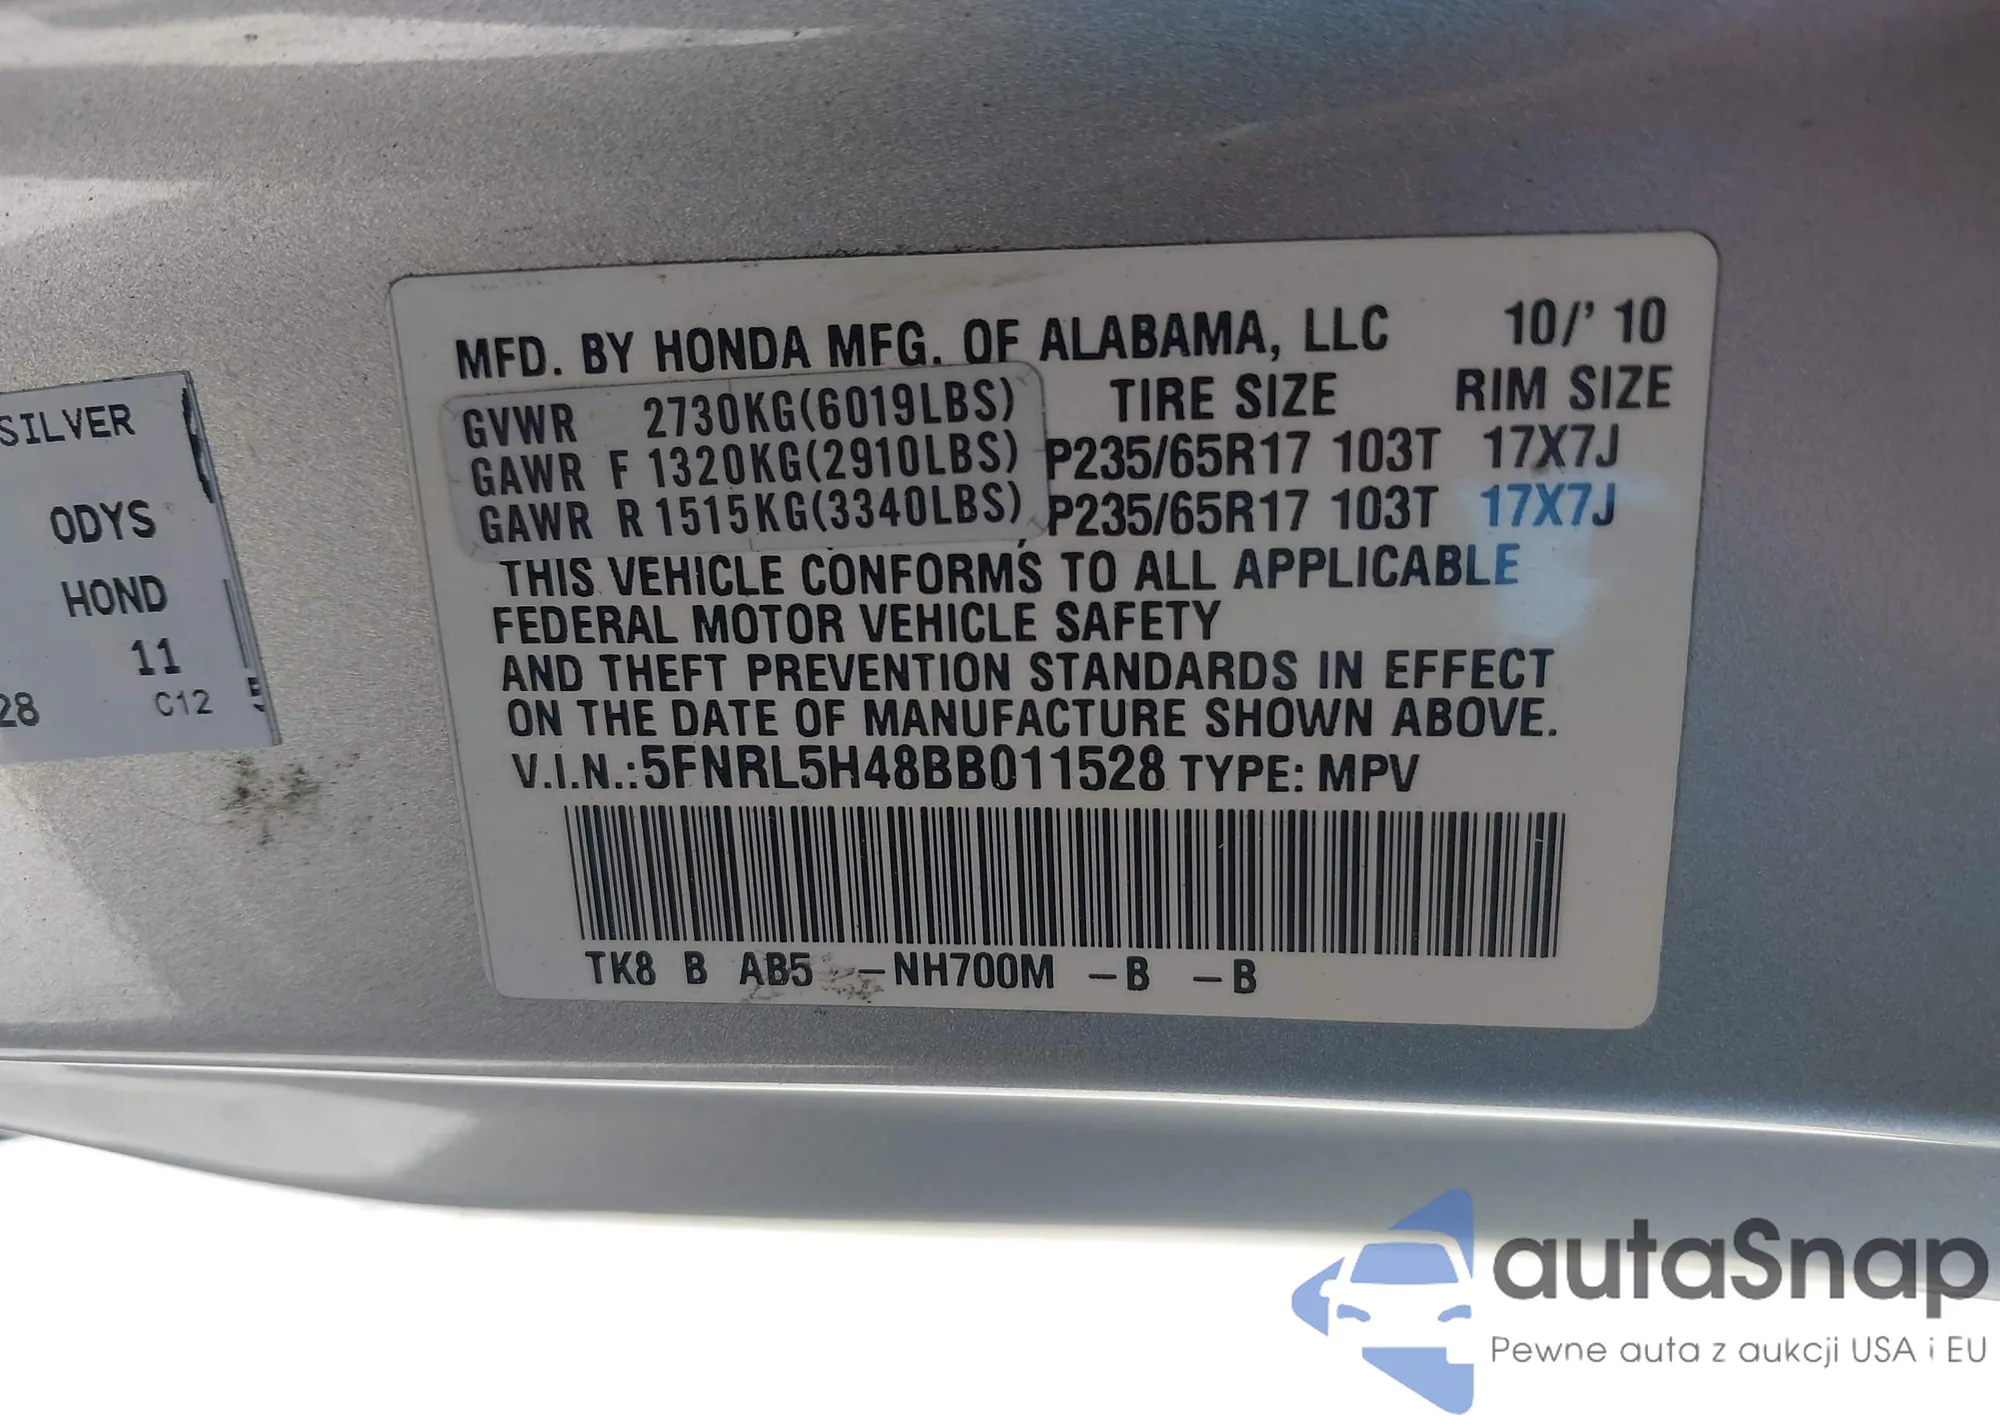 MFD. BY HONDA MFG. OF ALABAMA, LLC 10/'10
TIRE SIZE RIM SIZE
GVWR 2730KG(6019LBS)
GAWR F 1320KG(2910LBS) P235/65R17 103T 17X7J
GAWR R 1515KG(3340LBS) P235/65R17 103T 17X7J
THIS VEHICLE CONFORMS TO ALL APPLICABLE
FEDERAL MOTOR VEHICLE SAFETY
AND THEFT PREVENTION STANDARDS IN EFFECT
ON THE DATE OF MANUFACTURE SHOWN ABOVE.
V.I.N.:5FNRL5H48BB011528 TYPE: MPV
TK8 B AB5 -NH700M -B -B
SILVER
ODYS
HOND
11
28 C12
autaSnap
Pewne auta z aukcji USA i EU